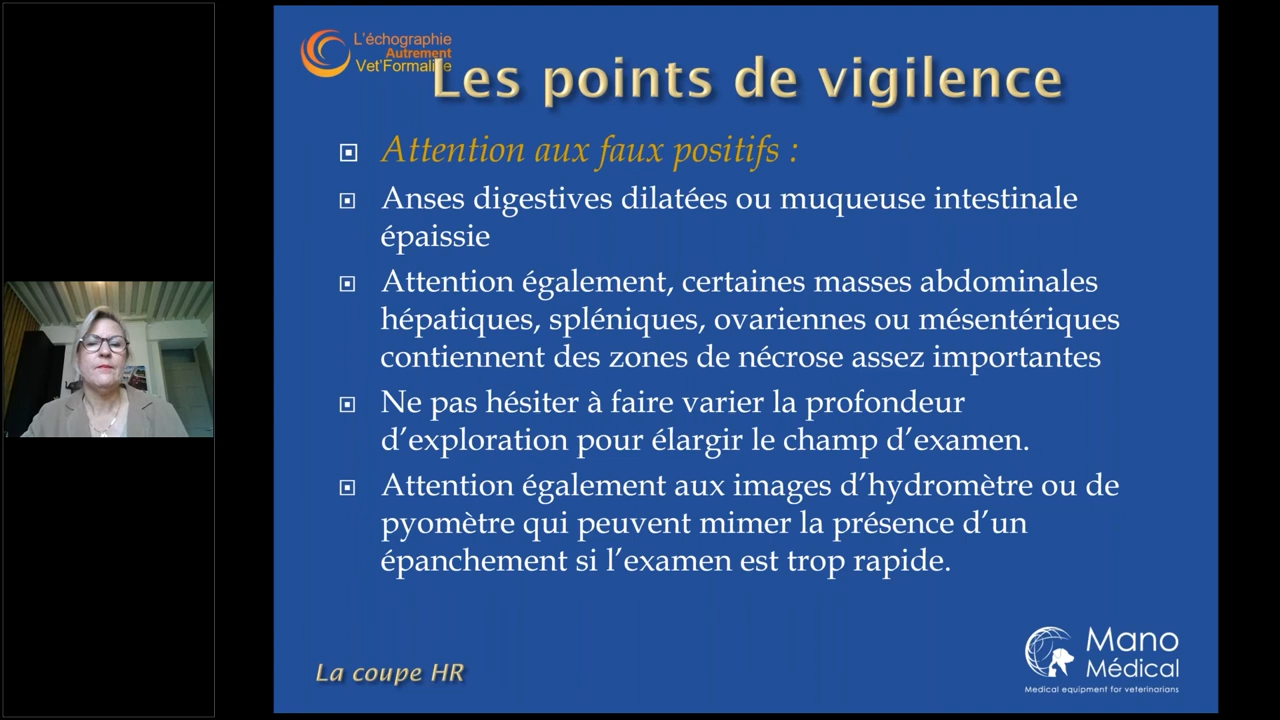 L'échographie
Autrement
Vet'Formalive
Les points de vigilence
Attention aux faux positifs :
Anses digestives dilatées ou muqueuse intestinale
épaissie
Attention également, certaines masses abdominales
hépatiques, spléniques, ovariennes ou mésentériques
contiennent des zones de nécrose assez importantes
Ne pas hésiter à faire varier la profondeur
d’exploration pour élargir le champ d’examen.
Attention également aux images d’hydromètre ou de
pyomètre qui peuvent mimer la présence d’un
épanchement si l’examen est trop rapide.
La coupe HR
Mano
Médical
Medical equipment for veterinarians